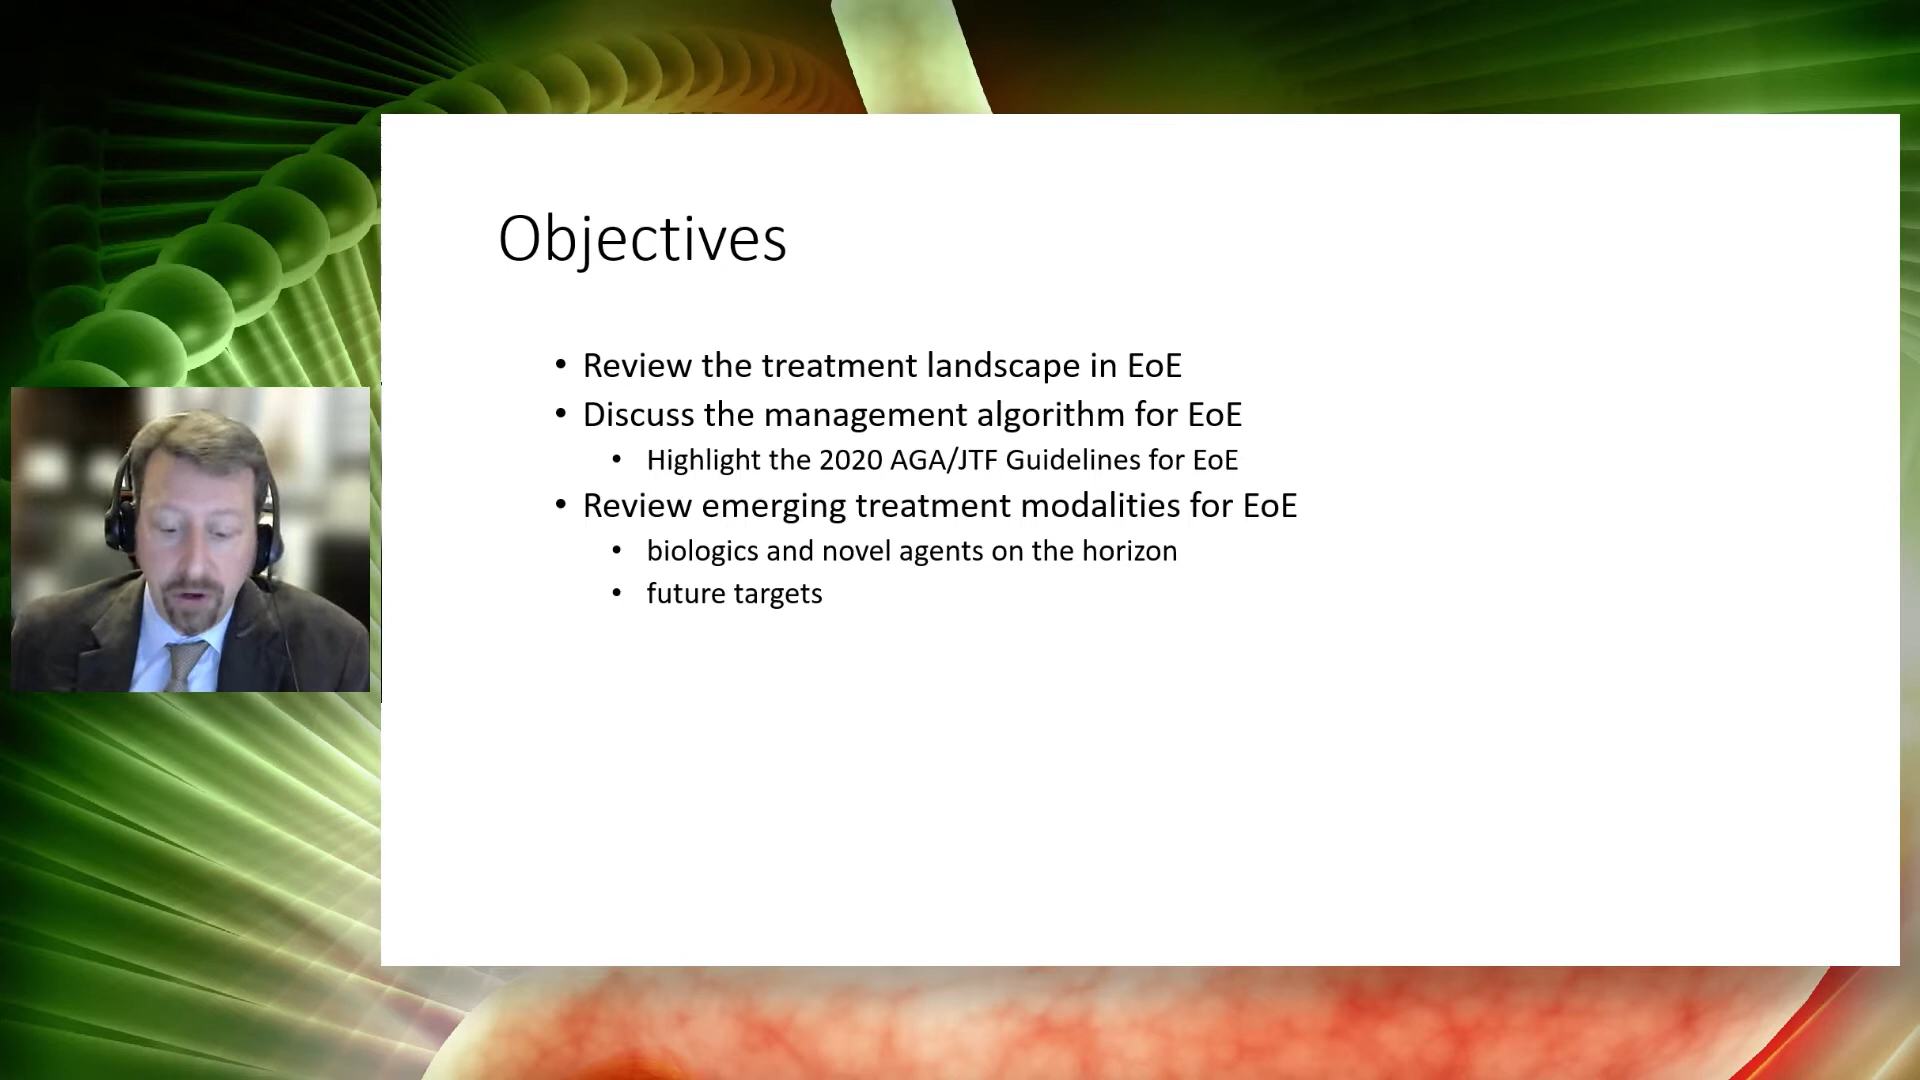 Objectives
• Review the treatment landscape in EoE
• Discuss the management algorithm for EoE
• Highlight the 2020 AGA/JTF Guidelines for EoE
• Review emerging treatment modalities for EoE
• biologics and novel agents on the horizon
• future targets